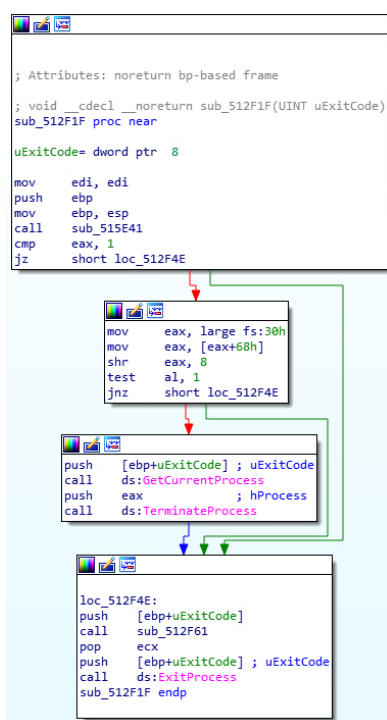 ; Attributes: noreturn bp-based frame
; void __cdecl __noreturn sub_512F1F(UINT uExitCode)
sub_512F1F proc near
uExitCode= dword ptr  8
mov     edi, edi
push    ebp
mov     ebp, esp
call    sub_515E41
cmp     eax, 1
jz      short loc_512F4E
mov     eax, large fs:30h
mov     eax, [eax+68h]
shr     eax, 8
test    al, 1
jnz     short loc_512F4E
push    [ebp+uExitCode] ; uExitCode
call    ds:GetCurrentProcess
push    eax             ; hProcess
call    ds:TerminateProcess
loc_512F4E:
push    [ebp+uExitCode]
call    sub_512F61
pop     ecx
push    [ebp+uExitCode] ; uExitCode
call    ds:ExitProcess
sub_512F1F endp